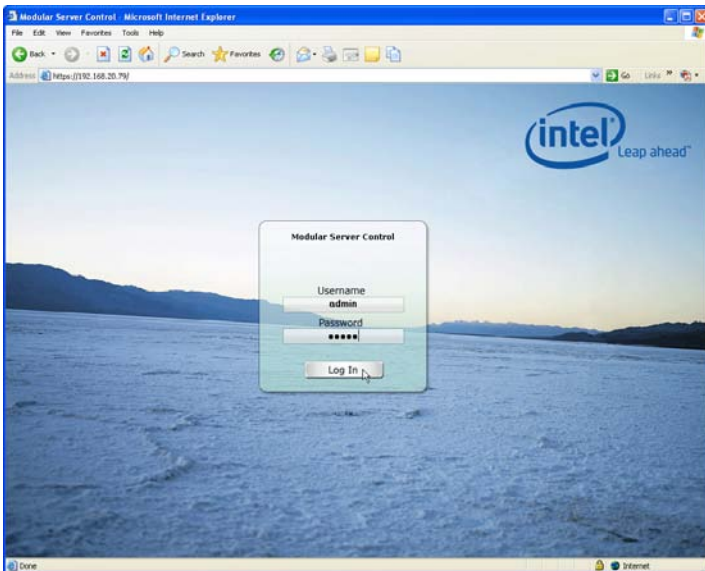 Modular Server Control - Microsoft Internet Explorer
File Edit View Favorites Tools Help
Back Search Favorites
Address https://192.168.20.79/ Go Links »
intel
Leap ahead™
Modular Server Control
Username
admin
Password
●●●●●
Log In
Done Internet